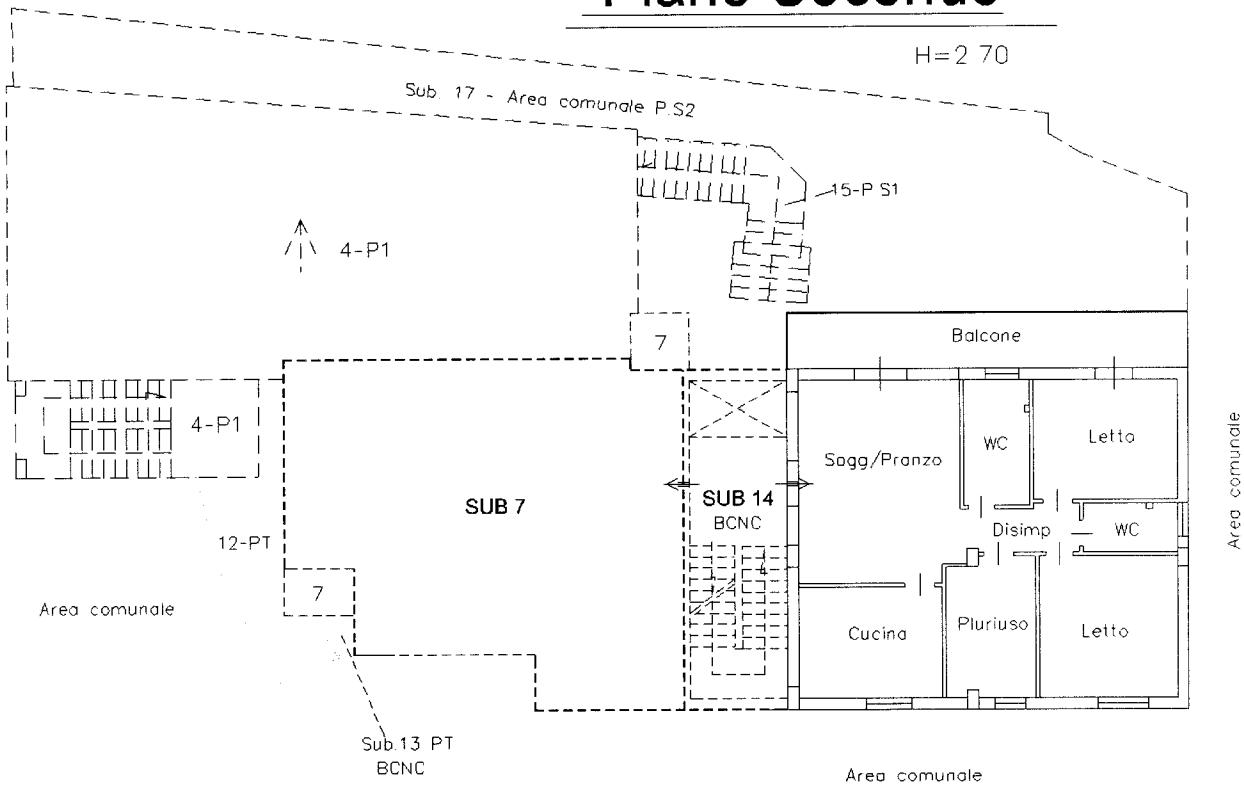 Piano Secondo
H=2 70
Sub. 17 - Area comunale P.S2
15-P S1
4-P1
7
Balcone
4-P1
Sagg/Pranzo
WC
Letto
Area comunale
SUB 7
SUB 14
BCNC
Disimp
WC
12-PT
7
Area comunale
Cucina
Pluriuso
Letto
Sub.13 PT
BCNC
Area comunale